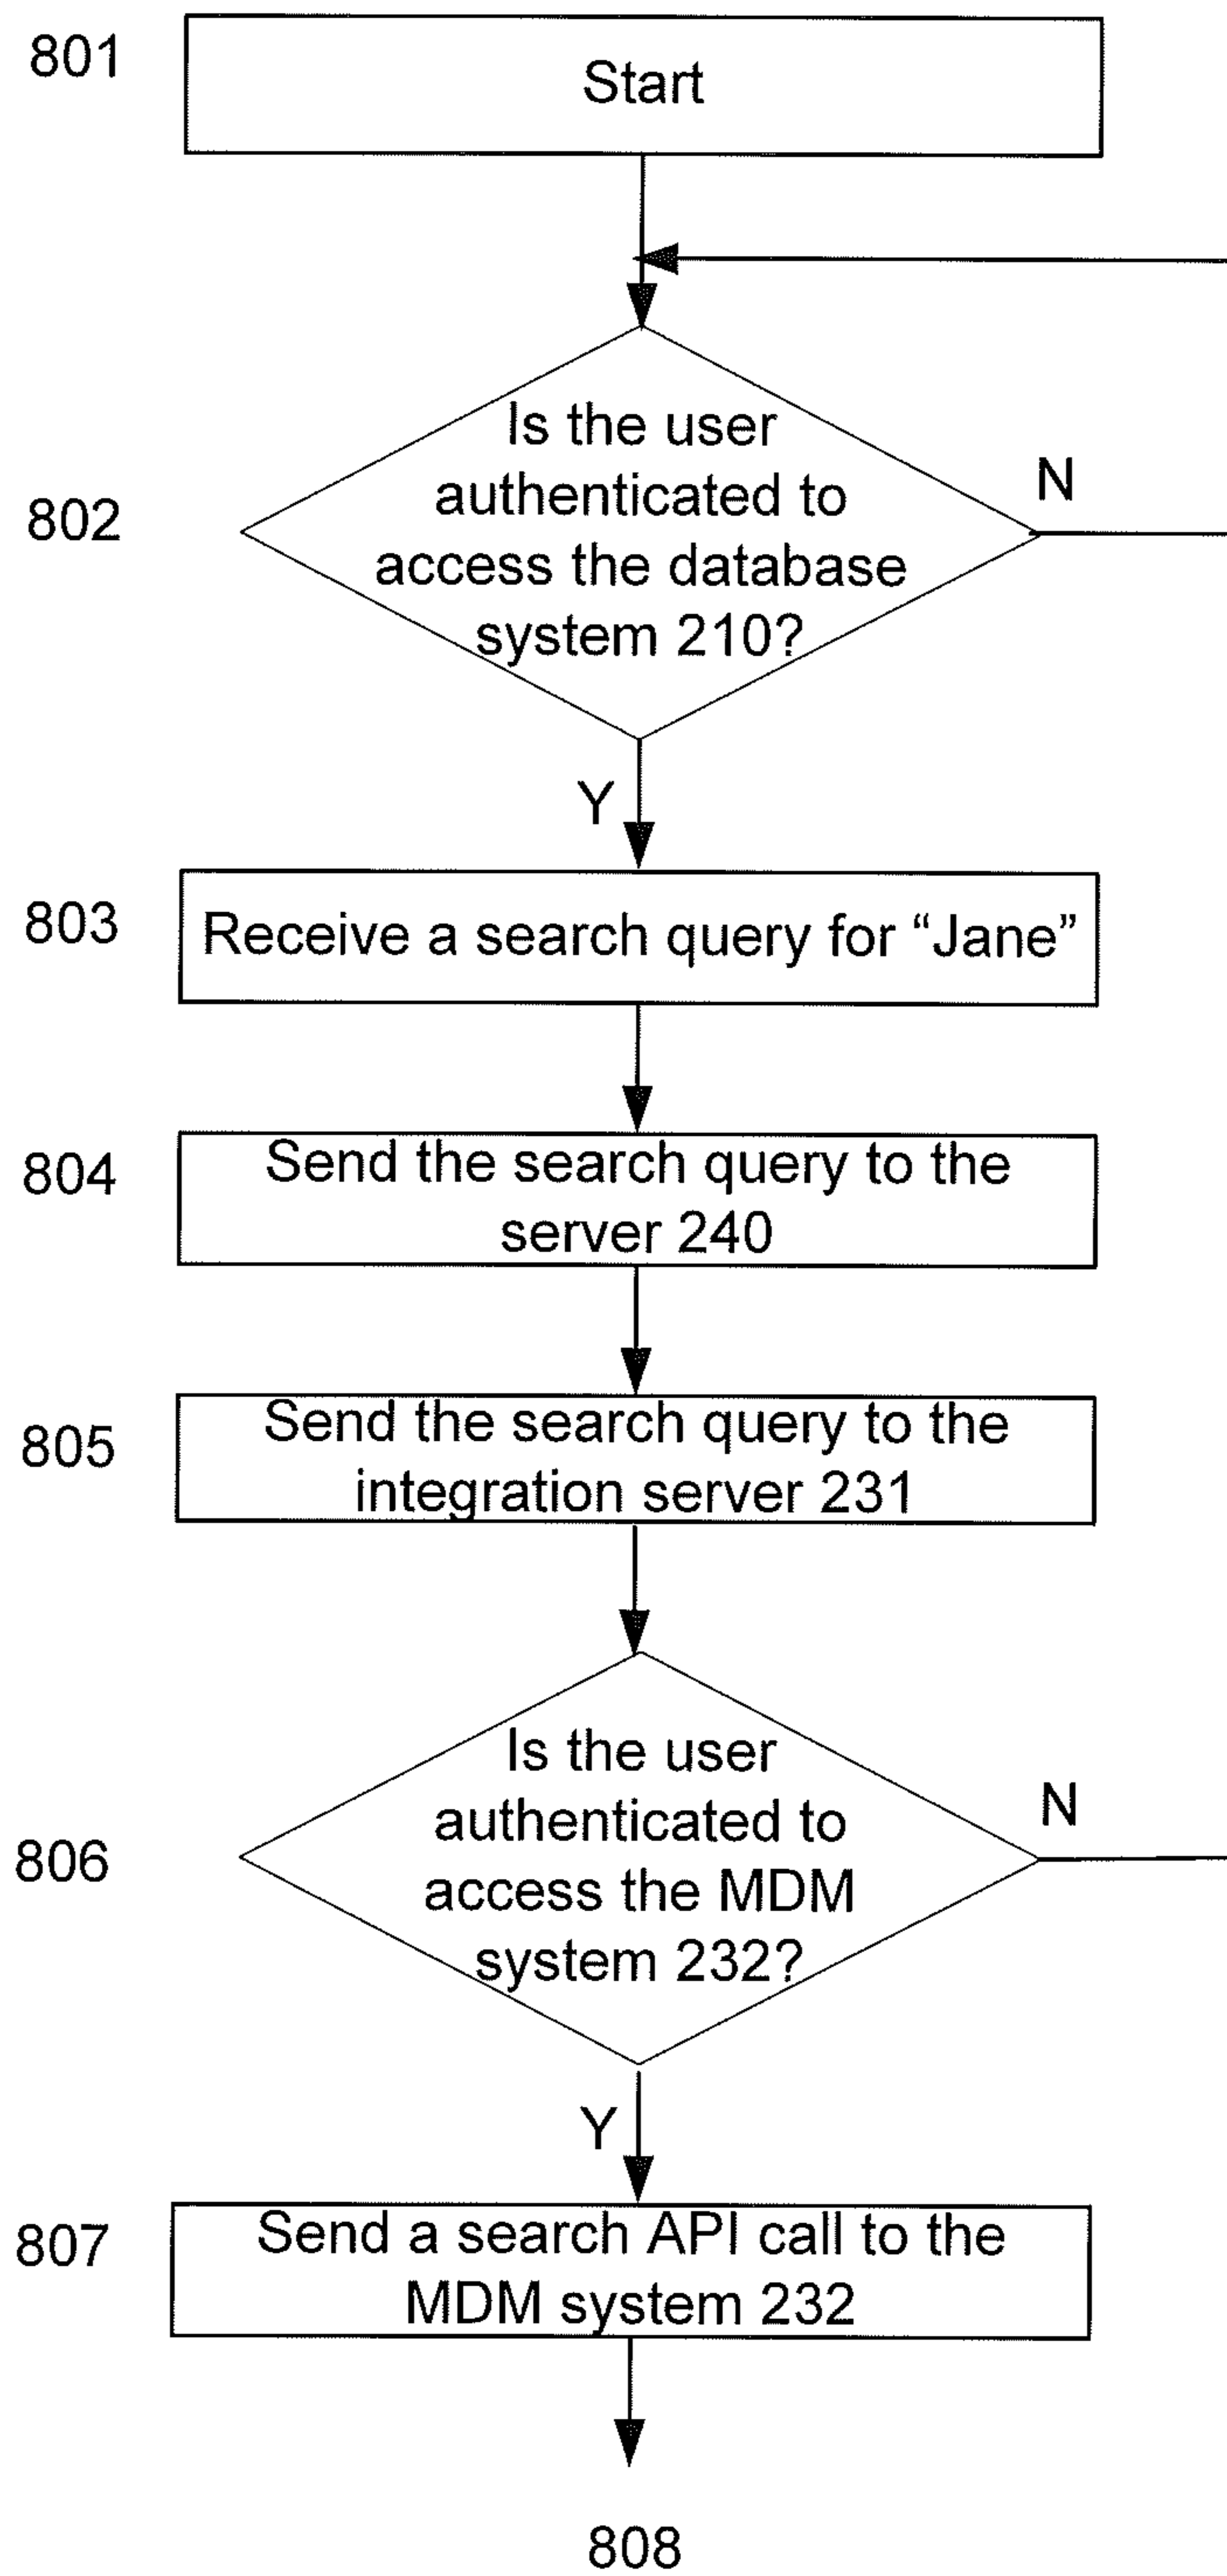 801
Start
Is the user
authenticated to
access the database
system 210?
802
N
Y
803
Receive a search query for “Jane”
804
Send the search query to the
server 240
805
Send the search query to the
integration server 231
Is the user
authenticated to
access the MDM
system 232?
806
N
Y
807
Send a search API call to the
MDM system 232
808